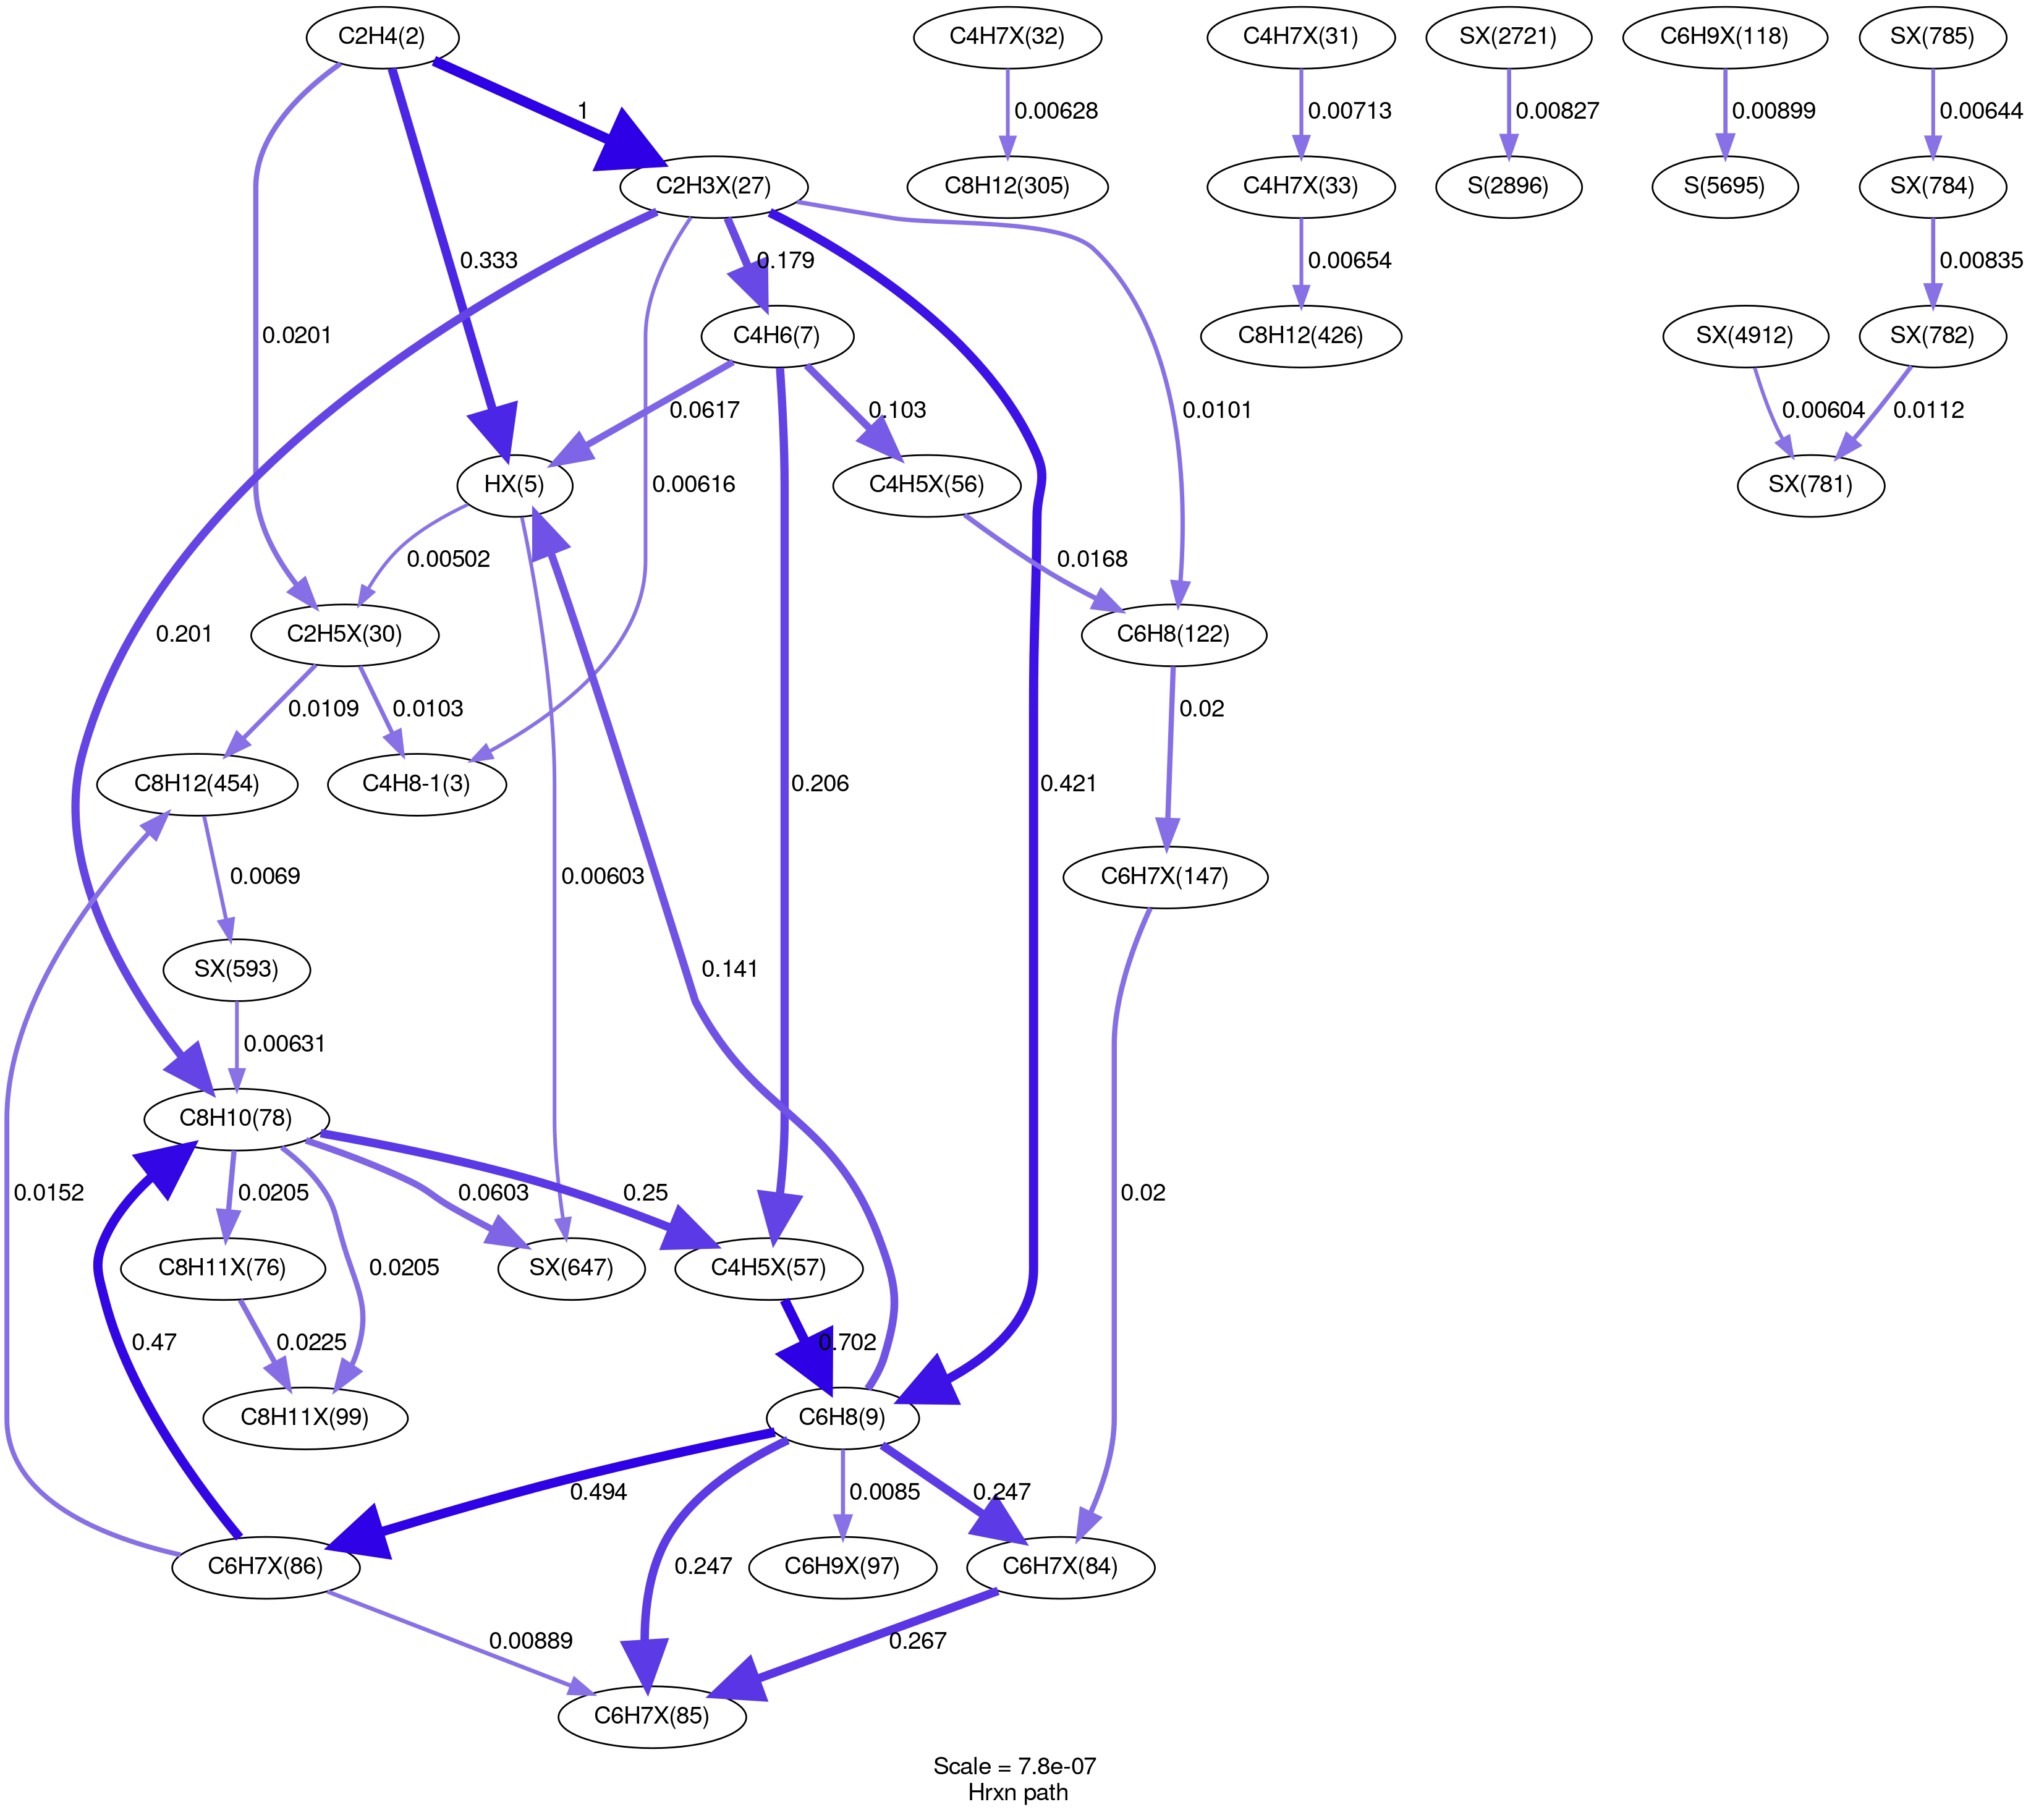 C2H4(2)
C4H7X(32)
C4H7X(31)
SX(2721)
C6H9X(118)
SX(785)
1
0.00628
0.00713
0.00827
0.00899
0.00644
C2H3X(27)
C8H12(305)
C4H7X(33)
S(2896)
S(5695)
SX(784)
0.333
0.179
0.00654
0.00835
0.0201
C4H6(7)
C8H12(426)
SX(4912)
SX(782)
0.0617
0.103
0.0101
0.00604
0.0112
HX(5)
0.00616
C4H5X(56)
SX(781)
0.00502
0.0168
0.201
C2H5X(30)
C6H8(122)
0.0109
0.0103
0.02
C8H12(454)
C4H8-1(3)
0.206
0.421
0.0069
0.00603
C6H7X(147)
SX(593)
0.141
0.00631
C8H10(78)
0.0152
0.0205
0.0603
0.25
0.02
C8H11X(76)
0.0205
SX(647)
C4H5X(57)
0.47
0.0225
0.702
C8H11X(99)
C6H8(9)
0.494
0.0085
0.247
C6H7X(86)
0.247
C6H9X(97)
C6H7X(84)
0.00889
0.267
C6H7X(85)
Scale = 7.8e-07
Hrxn path